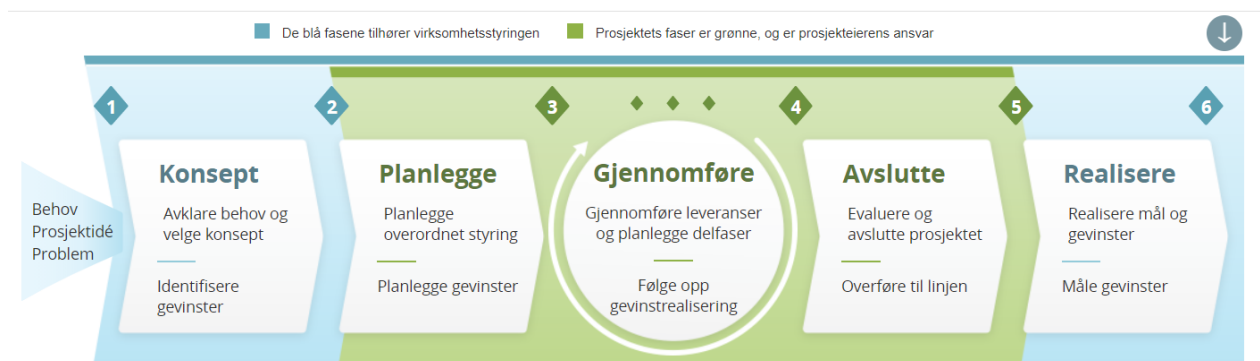 De blå fasene tilhører virksomhetsstyringen
Prosjektets faser er grønne, og er prosjekteierens ansvar
1
2
3
4
5
6
Behov
Prosjektidé
Problem
Konsept
Avklare behov og
velge konsept
Identifisere
gevinster
Planlegge
Planlegge
overordnet styring
Planlegge gevinster
Gjennomføre
Gjennomføre leveranser
og planlegge delfaser
Følge opp
gevinstrealisering
Avslutte
Evaluere og
avslutte prosjektet
Overføre til linjen
Realisere
Realisere mål og
gevinster
Måle gevinster